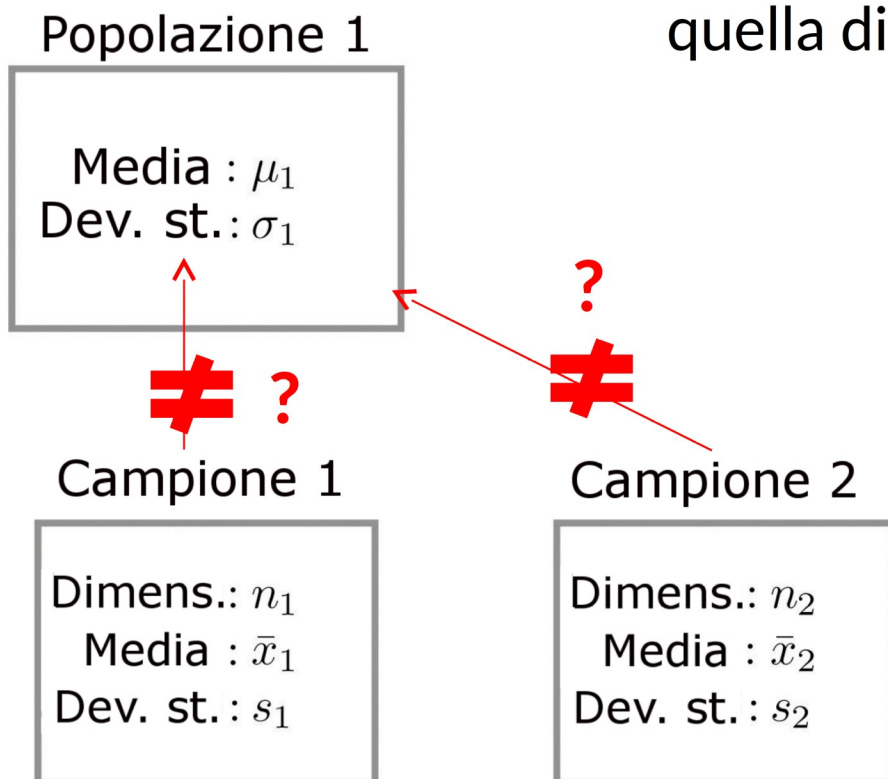 Popolazione 1
quella di
Media : μ₁
Dev. st.: σ₁
?
≠
≠ ?
Campione 1
Campione 2
Dimens.: n₁
Media : x̄₁
Dev. st.: s₁
Dimens.: n₂
Media : x̄₂
Dev. st.: s₂